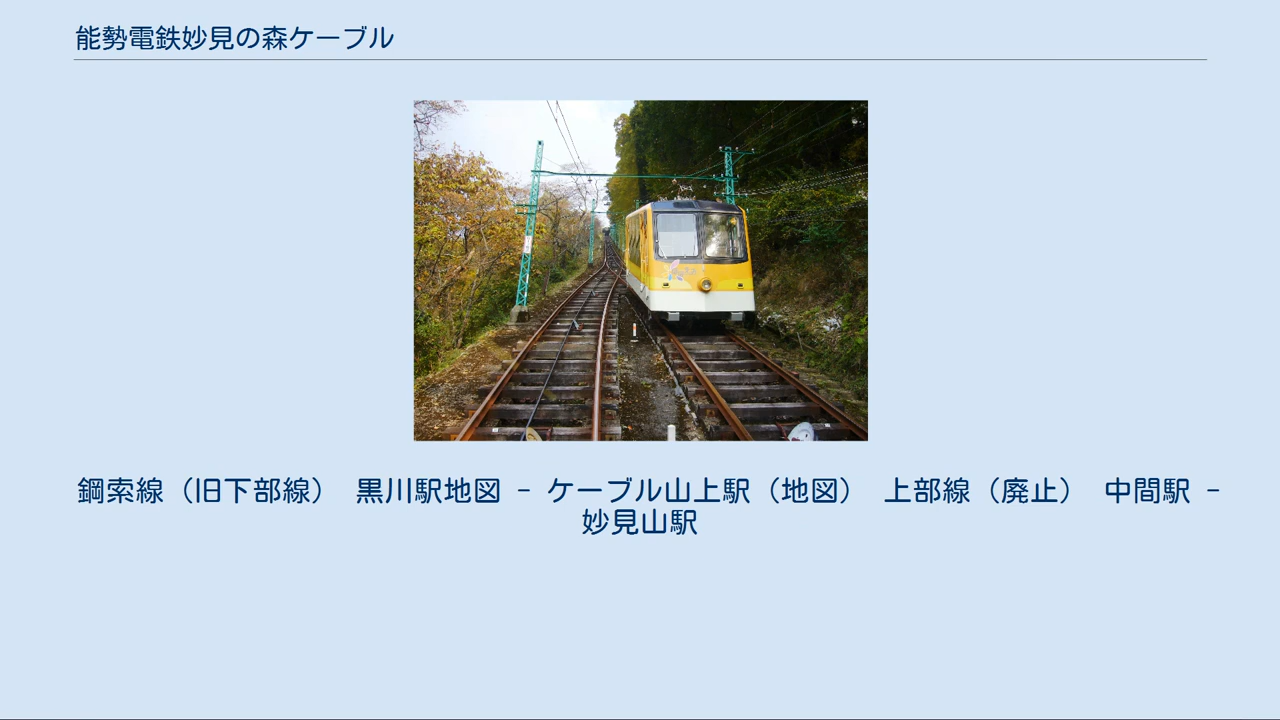 能勢電鉄妙見の森ケーブル
鋼索線（旧下部線） 黒川駅地図 - ケーブル山上駅（地図） 上部線（廃止） 中間駅 -
妙見山駅